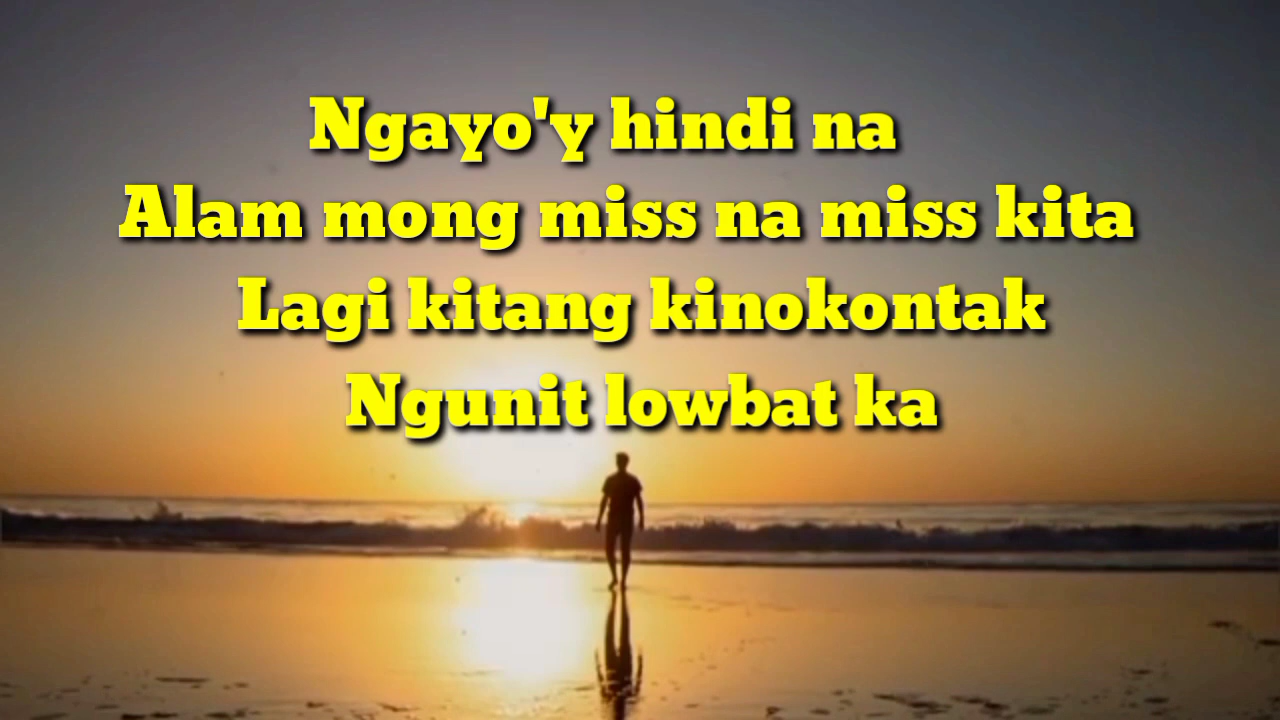 Ngayo'y hindi na
Alam mong miss na miss kita
Lagi kitang kinokontak
Ngunit lowbat ka